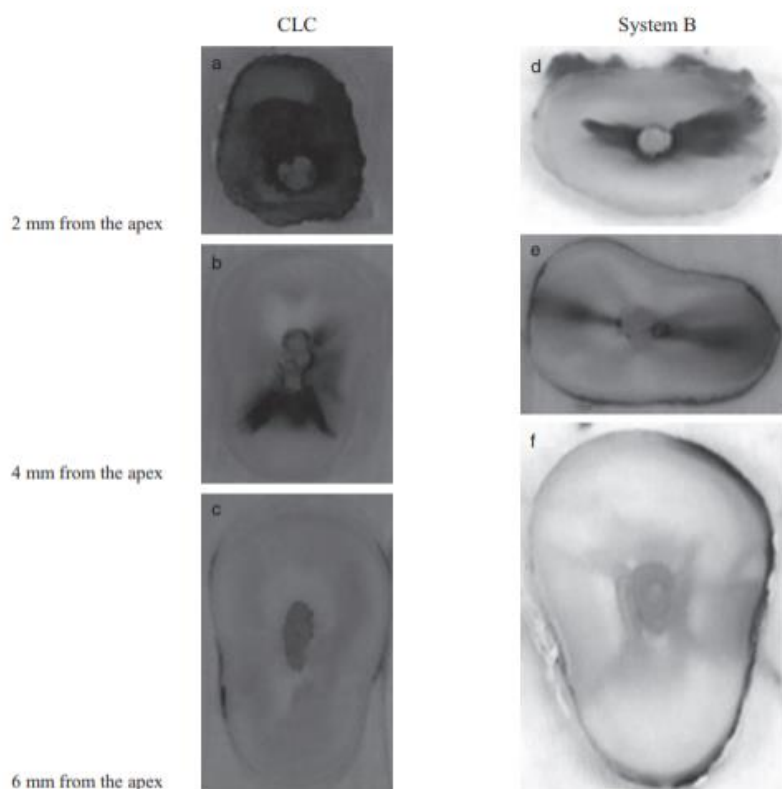 CLC System B
a d
2 mm from the apex
b e
4 mm from the apex
c f
6 mm from the apex